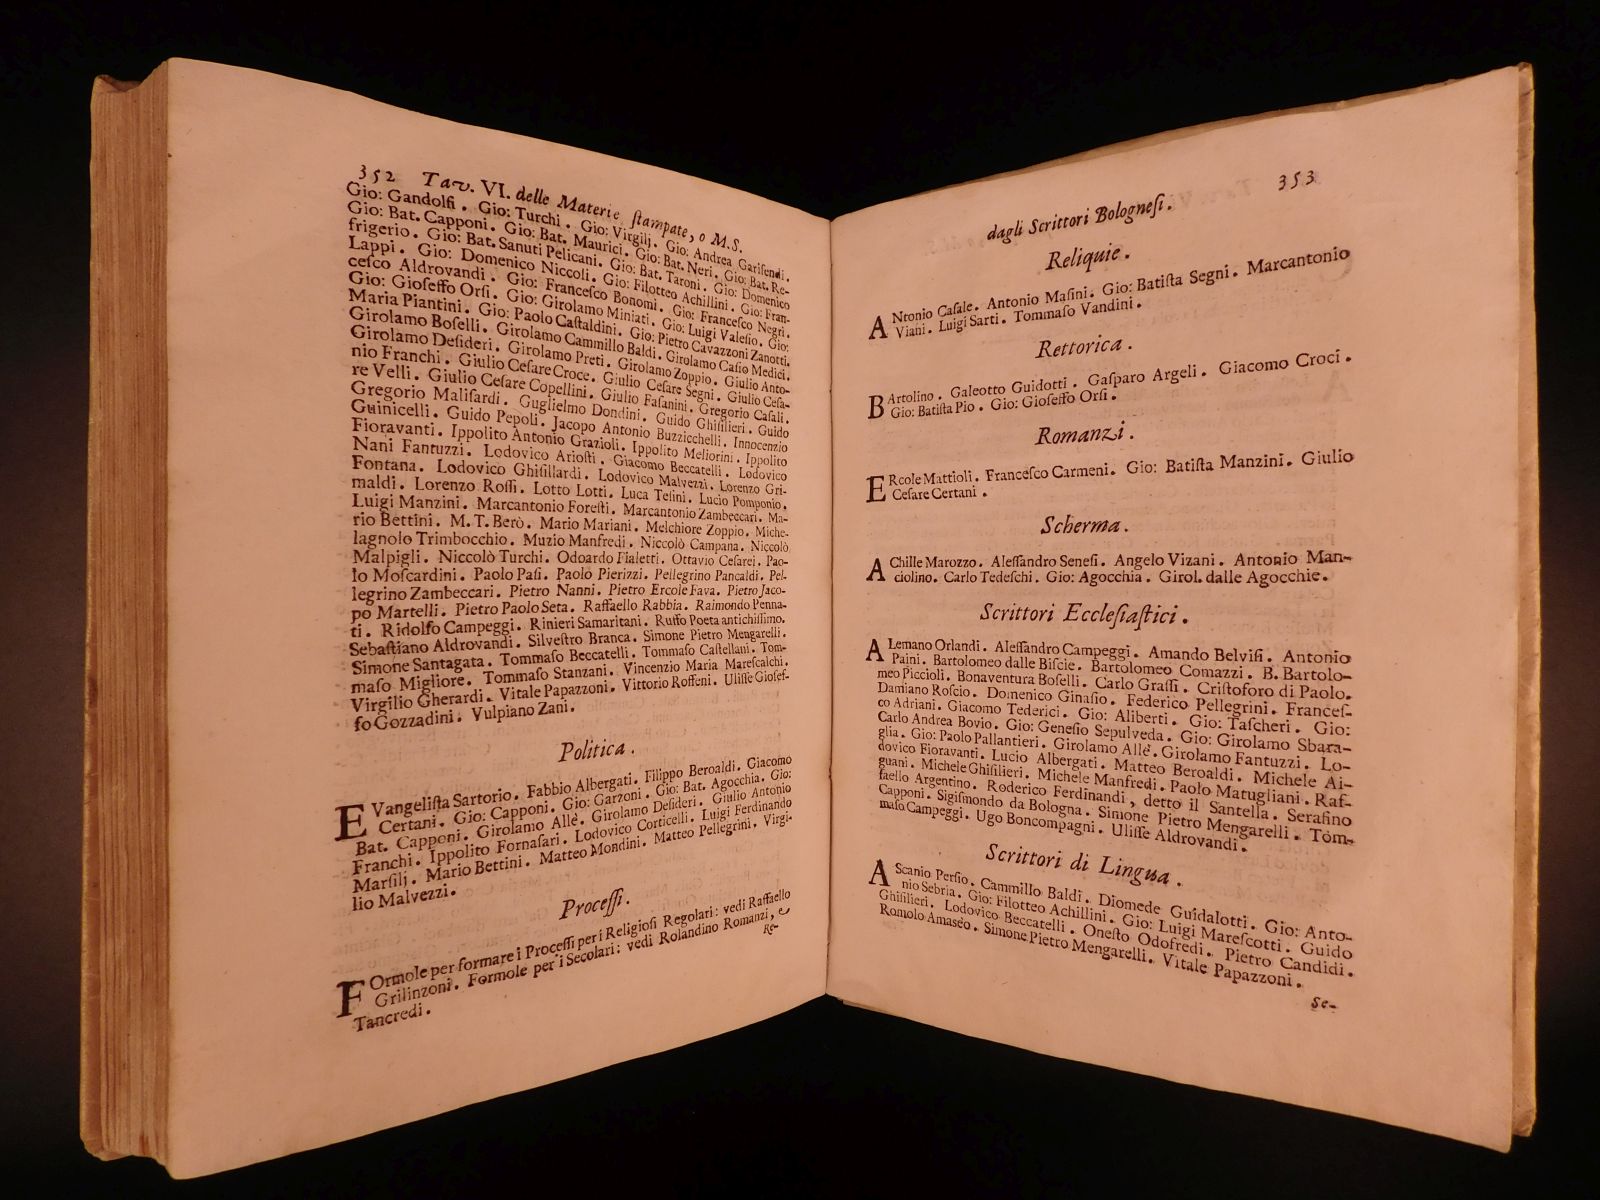 352 Tav. VI. delle Materie ſtampate, o M.S.
Gio: Gandolfi. Gio: Turchi. Gio: Virgilj. Gio: Andrea Gariſendi.
Gio: Bat. Capponi. Gio: Bat. Maurici. Gio: Bat. Neri. Gio: Bat. Re-
frigerio. Gio: Bat. Sanuti Pelicani. Gio: Bat. Taroni. Gio: Domenico
Lappi. Gio: Domenico Niccoli. Gio: Filotteo Achillini. Gio: Fran-
ceſco Aldrovandi. Gio: Franceſco Bonomi. Gio: Franceſco Negri.
Gio: Gioſeffo Orſi. Gio: Girolamo Miniati. Gio: Luigi Valeſio. Gio:
Maria Piantini. Gio: Paolo Caſtaldini. Gio: Pietro Cavazzoni Zanotti.
Girolamo Boſelli. Girolamo Cammillo Baldi. Girolamo Caſio Medici.
Girolamo Deſideri. Girolamo Preti. Girolamo Zoppio. Giulio Anto-
nio Franchi. Giulio Ceſare Croce. Giulio Ceſare Segni. Giulio Ceſa-
re Velli. Giulio Ceſare Copellini. Giulio Faſanini. Gregorio Caſali.
Gregorio Maliſardi. Guglielmo Dondini. Guido Ghiſilieri. Guido
Guinicelli. Guido Pepoli. Jacopo Antonio Buzzicchelli. Innocenzio
Fioravanti. Ippolito Antonio Grazioli. Ippolito Meliorini. Ippolito
Nani Fantuzzi. Lodovico Arioſti. Giacomo Beccatelli. Lodovico
Fontana. Lodovico Ghiſillardi. Lodovico Malvezzi. Lorenzo Gri-
maldi. Lorenzo Roſſi. Lotto Lotti. Luca Teſini. Lucio Pomponio.
Luigi Manzini. Marcantonio Foreſti. Marcantonio Zambeccari. Ma-
rio Bettini. M. T. Berò. Mario Mariani. Melchiore Zoppio. Miche-
lagnolo Trimbocchio. Muzio Manfredi. Niccolò Campana. Niccolò
Malpigli. Niccolò Turchi. Odoardo Fialetti. Ottavio Ceſarei. Pao-
lo Moſcardini. Paolo Paſi. Paolo Pierizzi. Pellegrino Pancaldi. Pel-
legrino Zambeccari. Pietro Nanni. Pietro Ercole Fava. Pietro Jaco-
po Martelli. Pietro Paolo Seta. Raffaello Rabbia. Raimondo Penna-
ti. Ridolfo Campeggi. Rinieri Samaritani. Ruffo Poeta antichiſſimo.
Sebaſtiano Aldrovandi. Silveſtro Branca. Simone Pietro Mengarelli.
Simone Santagata. Tommaſo Beccatelli. Tommaſo Caſtellani. Tom-
maſo Migliore. Tommaſo Stanzani. Vincenzio Maria Mareſcalchi.
Virgilio Gherardi. Vitale Papazzoni. Vittorio Roffeni. Uliſſe Gioſef-
fo Gozzadini. Vulpiano Zani.
Politica.
EVangeliſta Sartorio. Fabbio Albergati. Filippo Beroaldi. Giacomo
Certani. Gio: Capponi. Gio: Garzoni. Gio: Bat. Agocchia. Gio:
Bat. Capponi. Girolamo Allè. Girolamo Deſideri. Giulio Antonio
Franchi. Ippolito Fornaſari. Lodovico Corticelli. Luigi Ferdinando
Marſilj. Mario Bettini. Matteo Mondini. Matteo Pellegrini. Virgi-
lio Malvezzi.
Proceſſi.
FOrmole per formare i Proceſſi per i Religioſi Regolari: vedi Raffaello
Grilinzoni. Formole per i Secolari: vedi Rolandino Romanzi, e
Tancredi.
Re-
dagli Scrittori Bologneſi. 353
Reliquie.
ANtonio Caſale. Antonio Maſini. Gio: Batiſta Segni. Marcantonio
Viani. Luigi Sarti. Tommaſo Vandini.
Rettorica.
BArtolino. Galeotto Guidotti. Gaſparo Argeli. Giacomo Croci.
Gio: Batiſta Pio. Gio: Gioſeffo Orſi.
Romanzi.
ERcole Mattioli. Franceſco Carmeni. Gio: Batiſta Manzini. Giulio
Ceſare Certani.
Scherma.
AChille Marozzo. Aleſſandro Seneſi. Angelo Vizani. Antonio Man-
ciolino. Carlo Tedeſchi. Gio: Agocchia. Girol. dalle Agocchie.
Scrittori Eccleſiaſtici.
ALemano Orlandi. Aleſſandro Campeggi. Amando Belviſi. Antonio
Paini. Bartolomeo dalle Biſcie. Bartolomeo Comazzi. B. Bartolo-
meo Piccioli. Bonaventura Boſelli. Carlo Graſſi. Criſtoforo di Paolo.
Damiano Roſcio. Domenico Ginaſio. Federico Pellegrini. Franceſ-
co Adriani. Giacomo Tederici. Gio: Aliberti. Gio: Taſcheri. Gio:
Carlo Andrea Bovio. Gio: Geneſio Sepulveda. Gio: Girolamo Sbara-
glia. Gio: Paolo Pallantieri. Girolamo Allè. Girolamo Fantuzzi. Lo-
dovico Fioravanti. Lucio Albergati. Matteo Beroaldi. Michele Ai-
guani. Michele Ghiſilieri. Michele Manfredi. Paolo Matugliani. Raf-
faello Argentino. Roderico Ferdinandi, detto il Santella. Serafino
Capponi. Sigiſmondo da Bologna. Simone Pietro Mengarelli. Tom-
maſo Campeggi. Ugo Boncompagni. Uliſſe Aldrovandi.
Scrittori di Lingua.
AScanio Perſio. Cammillo Baldi. Diomede Guidalotti. Gio: Anto-
nio Sebria. Gio: Filotteo Achillini. Gio: Luigi Mareſcotti. Guido
Ghiſilieri. Lodovico Beccatelli. Oneſto Odofredi. Pietro Candidi.
Romolo Amaſeo. Simone Pietro Mengarelli. Vitale Papazzoni.
Se-